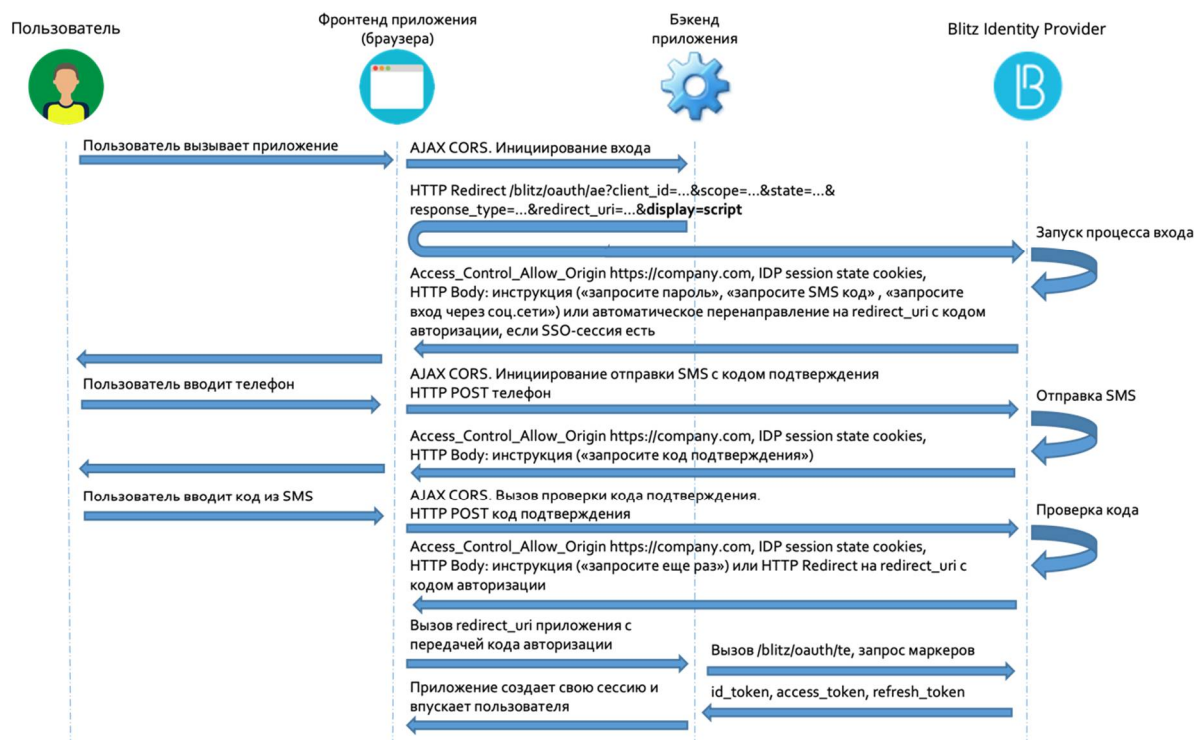 Пользователь
Фронтенд приложения
(браузера)
Бэкенд
приложения
Blitz Identity Provider
Пользователь вызывает приложение
AJAX CORS. Инициирование входа
HTTP Redirect /blitz/oauth/ae?client_id=...&scope=...&state=...&
response_type=...&redirect_uri=...&display=script
Запуск процесса входа
Access_Control_Allow_Origin https://company.com, IDP session state cookies,
HTTP Body: инструкция («запросите пароль», «запросите SMS код» , «запросите
вход через соц.сети») или автоматическое перенаправление на redirect_uri с кодом
авторизации, если SSO-сессия есть
Пользователь вводит телефон
AJAX CORS. Инициирование отправки SMS с кодом подтверждения
HTTP POST телефон
Отправка SMS
Access_Control_Allow_Origin https://company.com, IDP session state cookies,
HTTP Body: инструкция («запросите код подтверждения»)
Пользователь вводит код из SMS
AJAX CORS. Вызов проверки кода подтверждения.
HTTP POST код подтверждения
Проверка кода
Access_Control_Allow_Origin https://company.com, IDP session state cookies,
HTTP Body: инструкция («запросите еще раз») или HTTP Redirect на redirect_uri с
кодом авторизации
Вызов redirect_uri приложения с
передачей кода авторизации
Вызов /blitz/oauth/te, запрос маркеров
Приложение создает свою сессию и
впускает пользователя
id_token, access_token, refresh_token